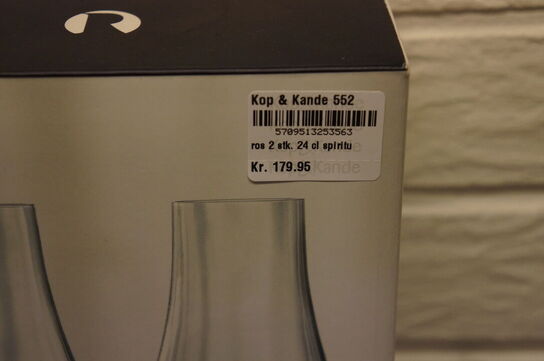 Kop & Kande 552
5709513253563
ros 2 stk. 24 cl spiritu
Kr. 179.95